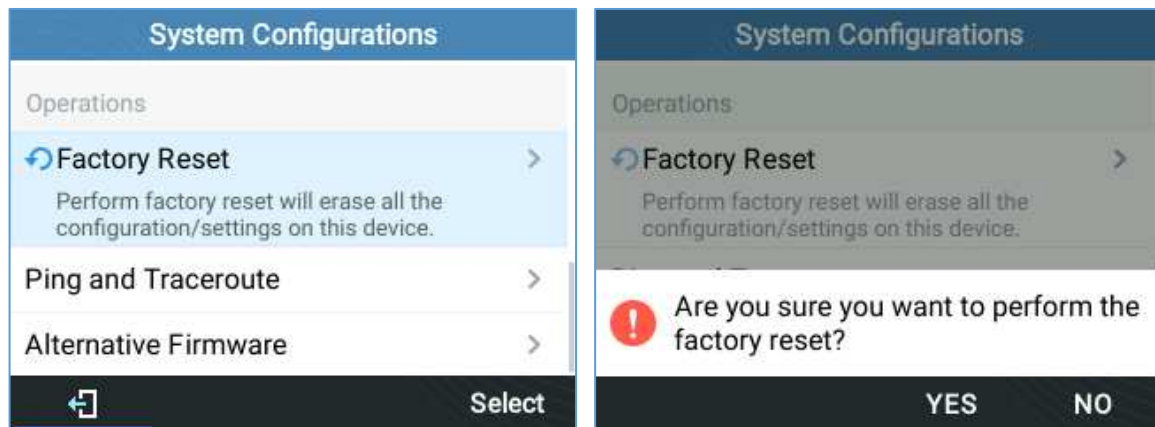 System Configurations
Operations
Factory Reset
Perform factory reset will erase all the
configuration/settings on this device.
Ping and Traceroute
Alternative Firmware
Select
System Configurations
Operations
Factory Reset
Perform factory reset will erase all the
configuration/settings on this device.
Are you sure you want to perform the
factory reset?
YES NO